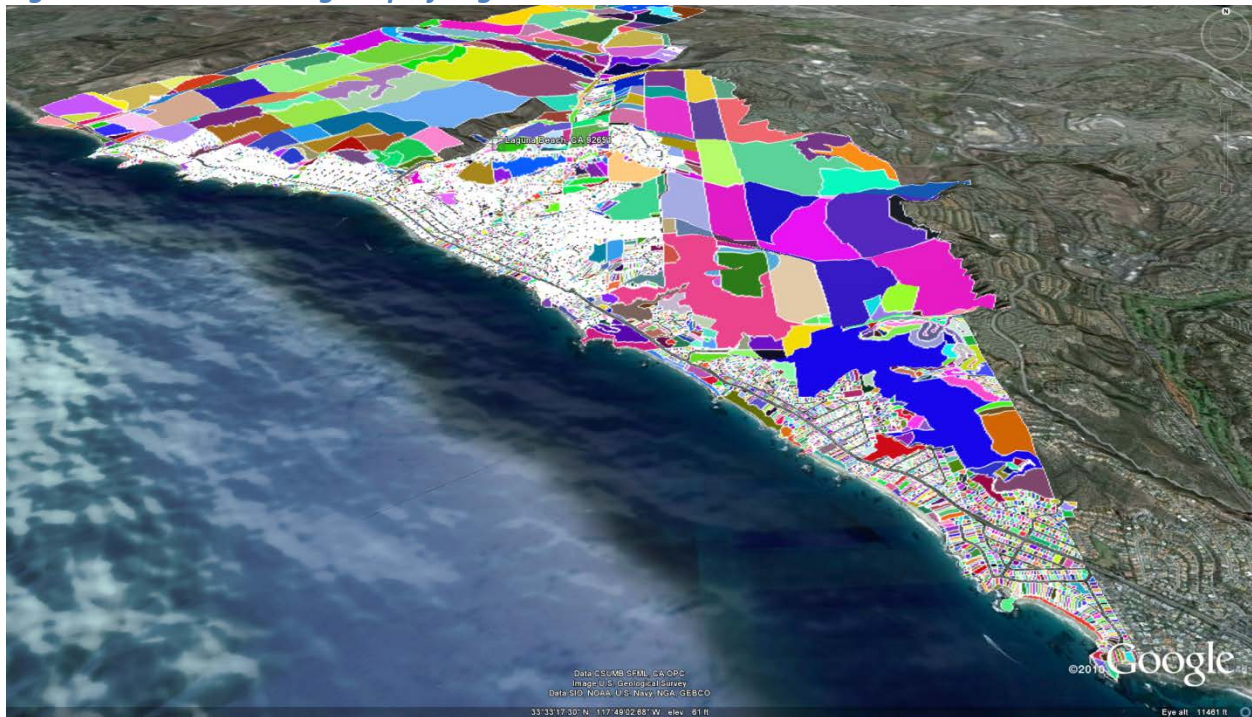 N
Laguna Beach, CA 92651
©2010 Google
Data CSUMB SFML, CA OPC
Image U.S. Geological Survey
Data SIO, NOAA, U.S. Navy, NGA, GEBCO
33°33'17.30" N 117°49'02.68" W elev 61 ft
Eye alt 11461 ft